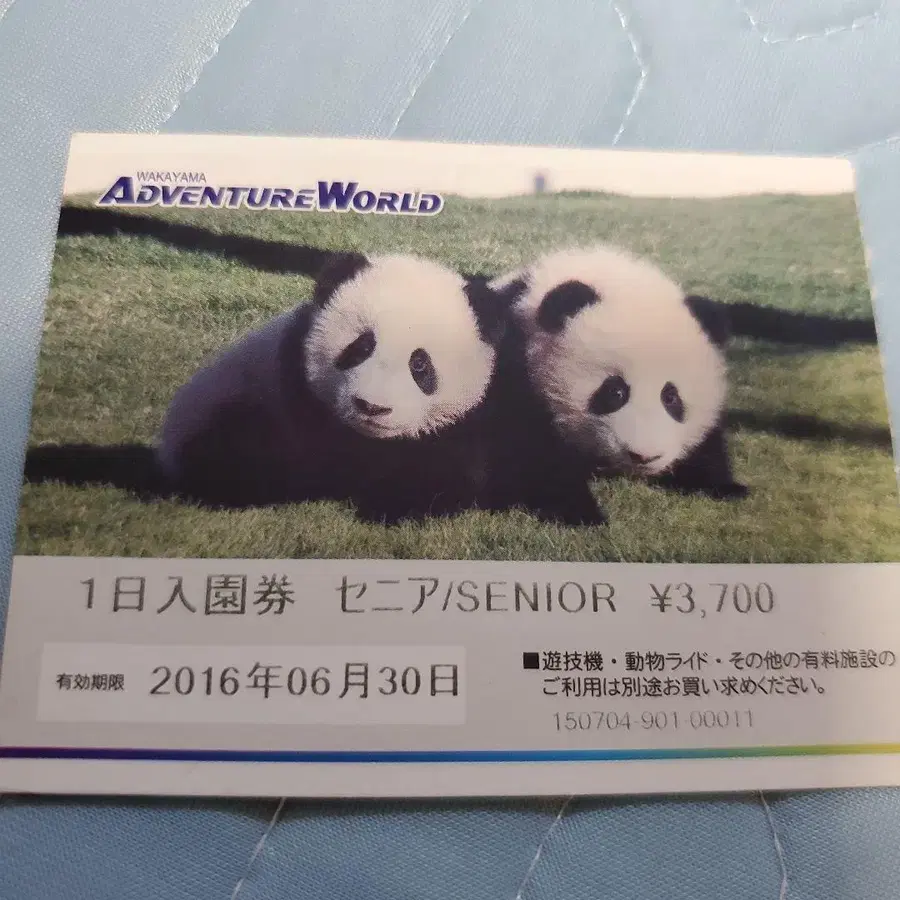 WAKAYAMA
ADVENTURE WORLD
1日入園券 セニア/SENIOR ¥3,700
有効期限 2016年06月30日
■遊技機・動物ライド・その他の有料施設の
ご利用は別途お買い求めください。
150704-901-00011